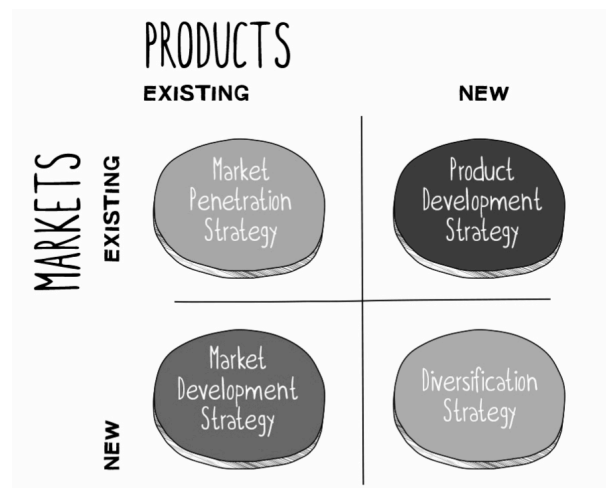 PRODUCTS
EXISTING
NEW
MARKETS
EXISTING
Market
Penetration
Strategy
Product
Development
Strategy
NEW
Market
Development
Strategy
Diversification
Strategy